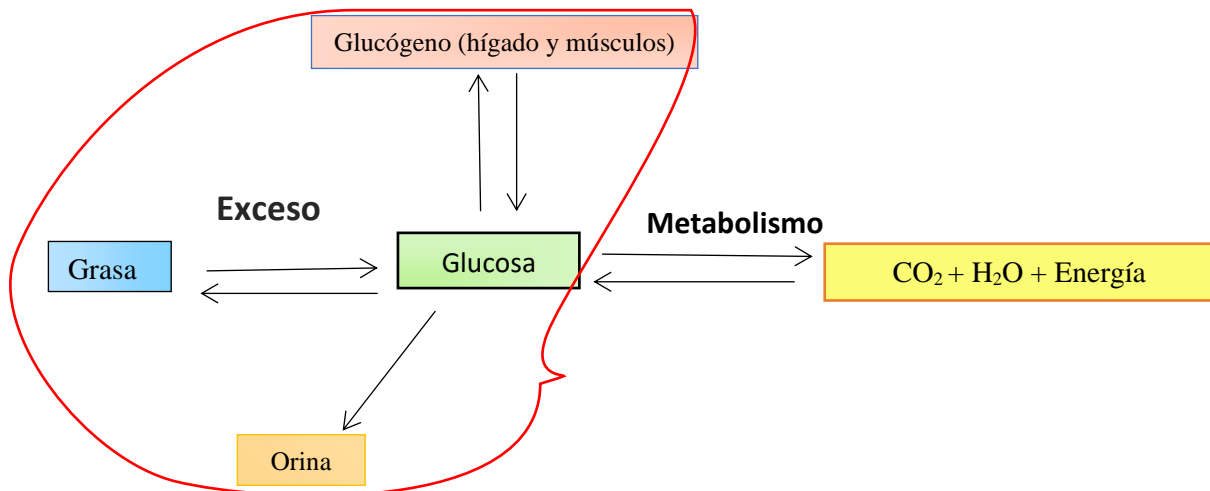 Glucógeno (hígado y músculos)
Exceso
Metabolismo
Grasa
Glucosa
CO₂ + H₂O + Energía
Orina